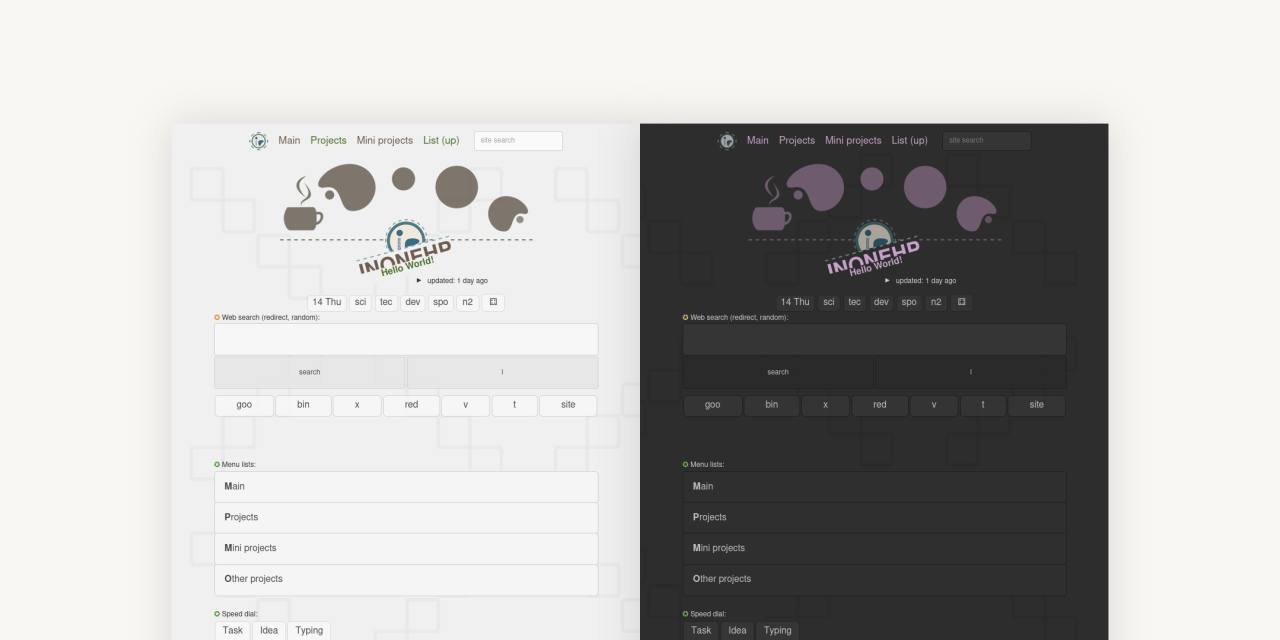 Main Projects Mini projects List (up) site search
INONEHP
Hello World!
► updated: 1 day ago
14 Thu sci tec dev spo n2 ⚃
Web search (redirect, random):
search l
goo bin x red v t site
Menu lists:
Main
Projects
Mini projects
Other projects
Speed dial:
Task Idea Typing
Main Projects Mini projects List (up) site search
INONEHP
Hello World!
► updated: 1 day ago
14 Thu sci tec dev spo n2 ⚃
Web search (redirect, random):
search l
goo bin x red v t site
Menu lists:
Main
Projects
Mini projects
Other projects
Speed dial:
Task Idea Typing